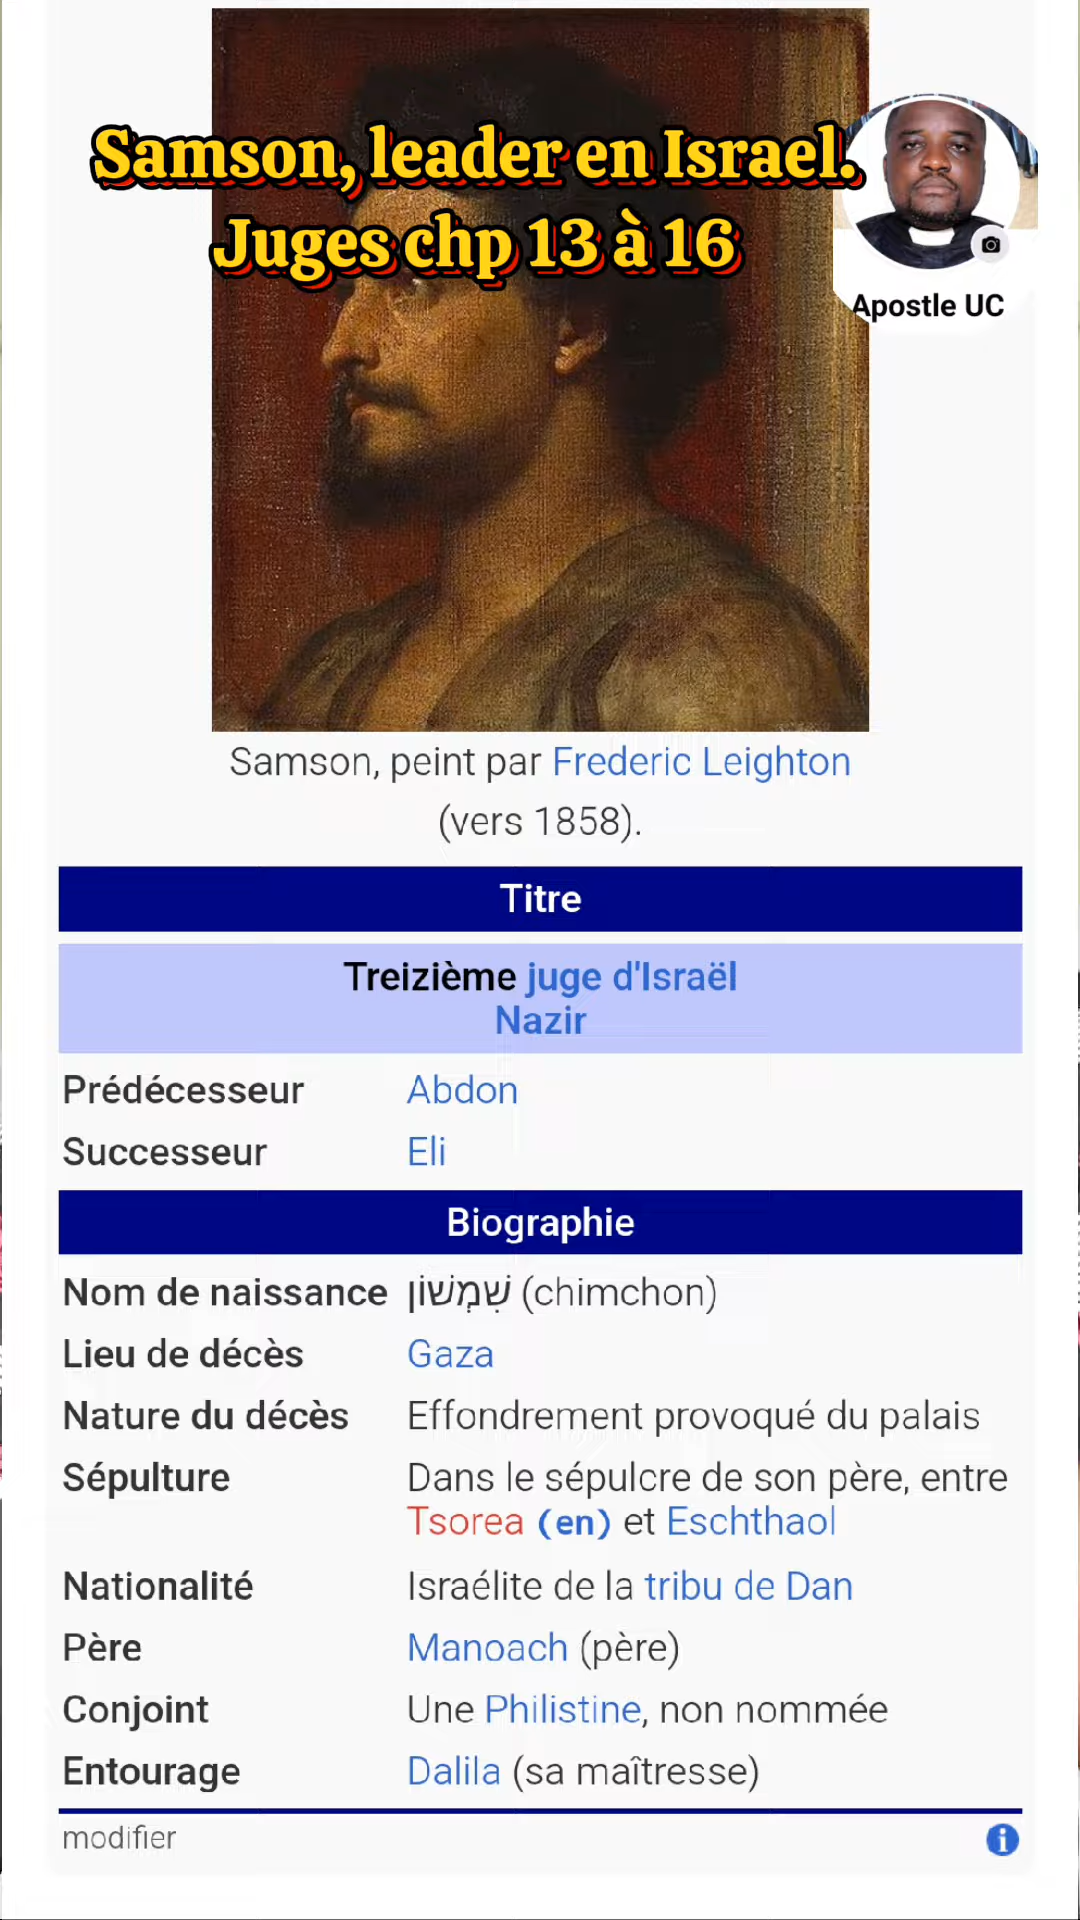 Samson, leader en Israel.
Juges chp 13 à 16
Apostle UC
Samson, peint par Frederic Leighton
(vers 1858).
Titre
Treizième juge d'Israël
Nazir
Prédécesseur Abdon
Successeur Eli
Biographie
Nom de naissance שִׁמְשׁוֹן (chimchon)
Lieu de décès Gaza
Nature du décès Effondrement provoqué du palais
Sépulture Dans le sépulcre de son père, entre
Tsorea (en) et Eschthaol
Nationalité Israélite de la tribu de Dan
Père Manoach (père)
Conjoint Une Philistine, non nommée
Entourage Dalila (sa maîtresse)
modifier